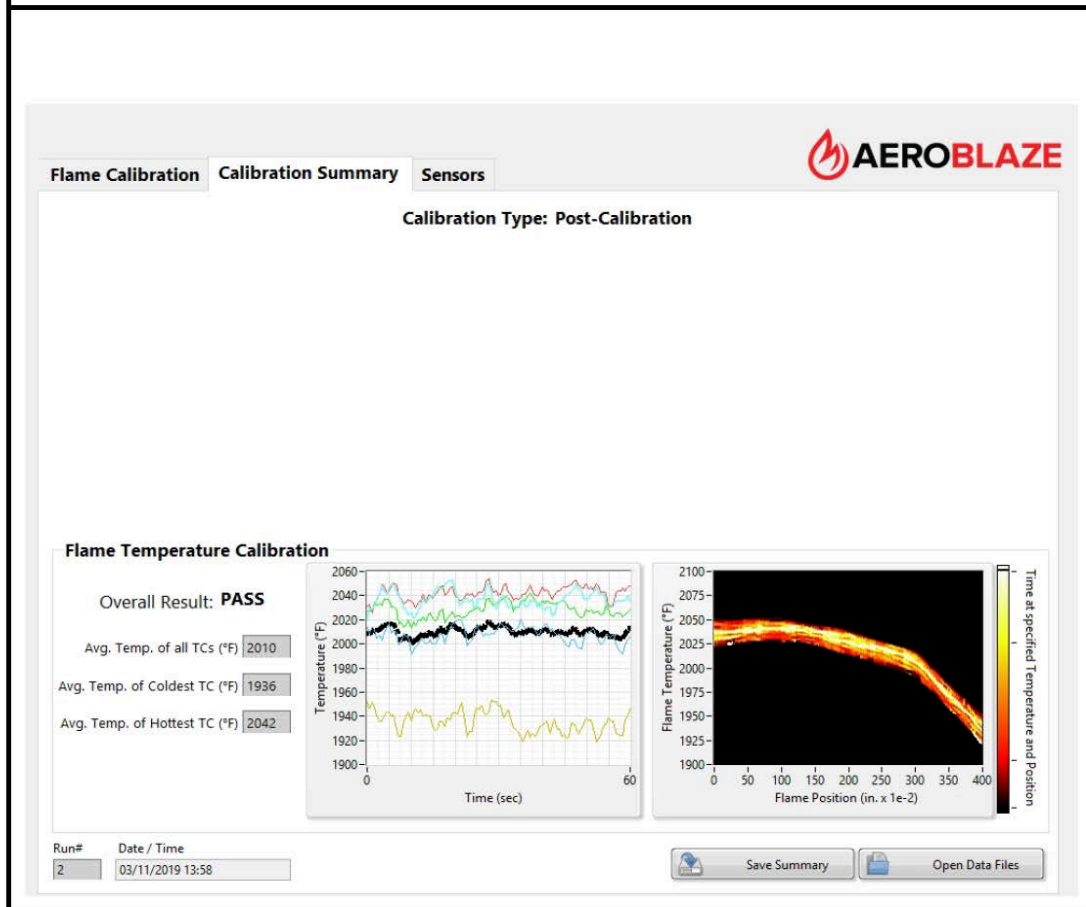 AEROBLAZE
Flame Calibration Calibration Summary Sensors
Calibration Type: Post-Calibration
Flame Temperature Calibration
Overall Result: PASS
Avg. Temp. of all TCs (°F) 2010
Avg. Temp. of Coldest TC (°F) 1936
Avg. Temp. of Hottest TC (°F) 2042
Temperature (°F)
2060
2040
2020
2000
1980
1960
1940
1920
1900
0 60
Time (sec)
Flame Temperature (°F)
2100
2075
2050
2025
2000
1975
1950
1925
1900
0 50 100 150 200 250 300 350 400
Flame Position (in. x 1e-2)
Time at specified Temperature and Position
Run# Date / Time
2 03/11/2019 13:58
Save Summary Open Data Files